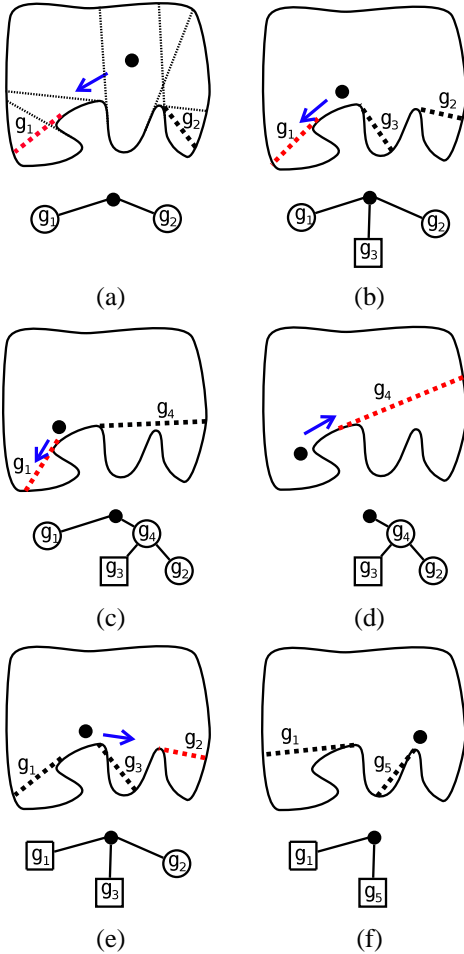 g1 g2
g1 g2
(a)
g1 g3 g2
g1 g2
g3
(b)
g1 g4
g1 g4
g3 g2
(c)
g4
g4
g3 g2
(d)
g1 g3 g2
g1 g2
g3
(e)
g1 g5
g1
g5
(f)